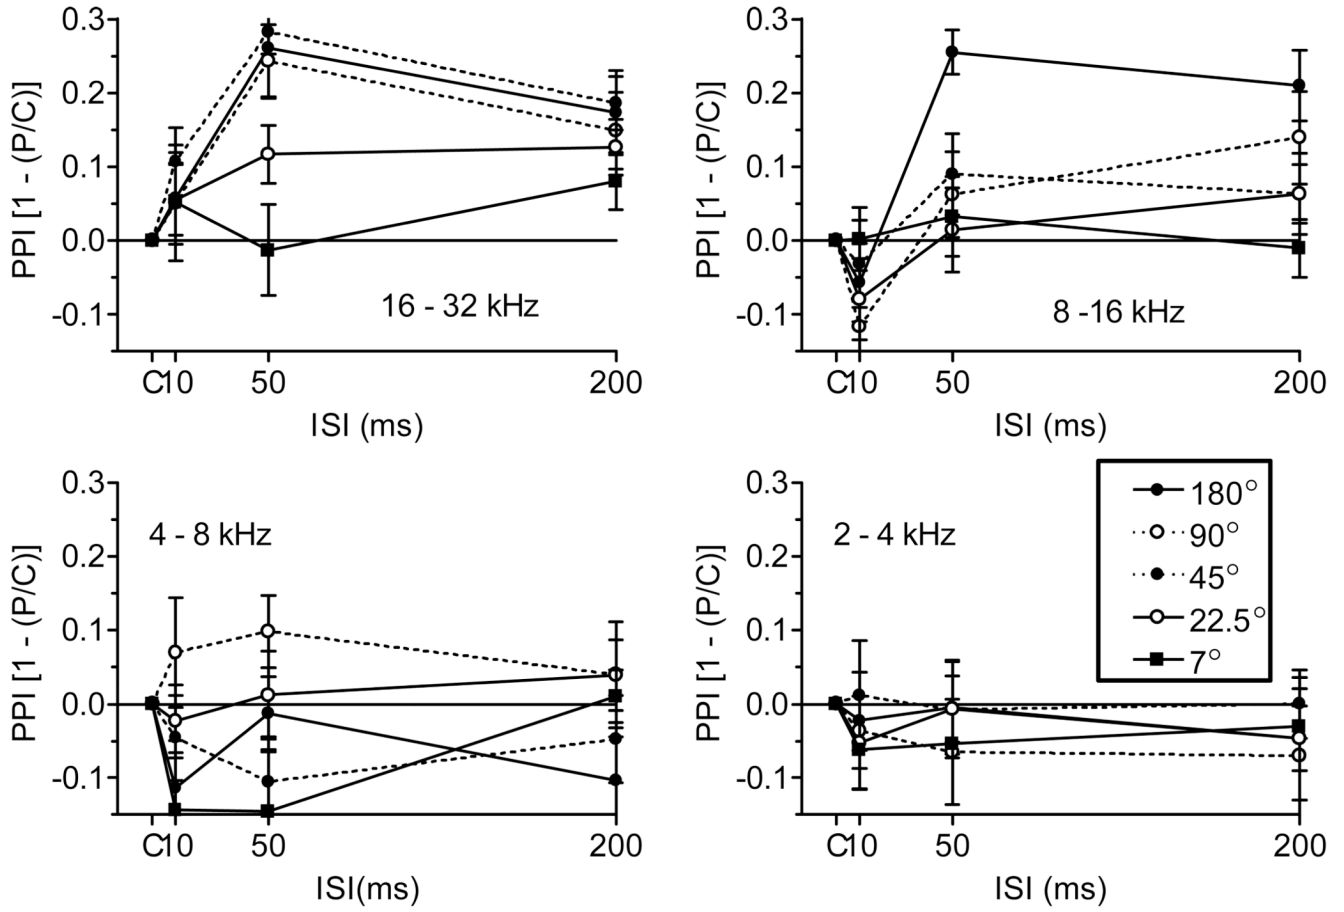 PPI [1 - (P/C)]
0.3
0.2
0.1
0.0
-0.1
16 - 32 kHz
C 10 50 200
ISI (ms)
PPI [1 - (P/C)]
0.3
0.2
0.1
0.0
-0.1
8 -16 kHz
C 10 50 200
ISI (ms)
PPI [1 - (P/C)]
0.3
0.2
0.1
0.0
-0.1
4 - 8 kHz
C 10 50 200
ISI(ms)
PPI [1 - (P/C)]
0.3
0.2
0.1
0.0
-0.1
2 - 4 kHz
180°
90°
45°
22.5°
7°
C 10 50 200
ISI (ms)